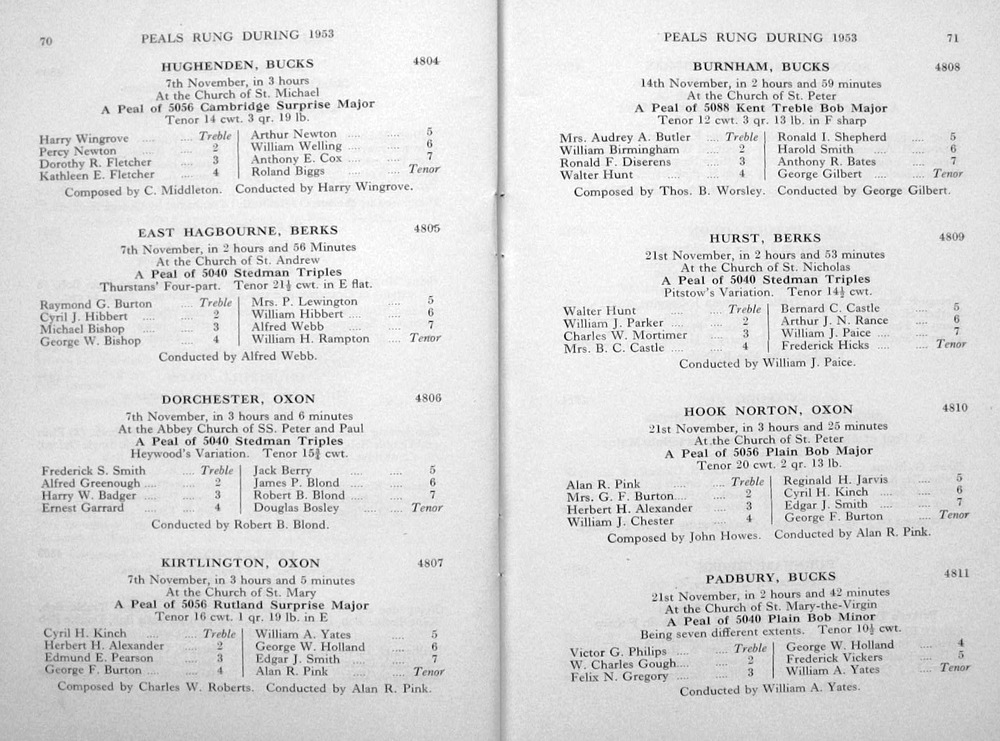 70 PEALS RUNG DURING 1953
HUGHENDEN, BUCKS 4804
7th November, in 3 hours
At the Church of St. Michael
A Peal of 5056 Cambridge Surprise Major
Tenor 14 cwt. 3 qr. 19 lb.
Harry Wingrove .... Treble | Arthur Newton .... .... 5
Percy Newton .... 2 | William Welling .... .... 6
Dorothy R. Fletcher .... 3 | Anthony E. Cox .... .... 7
Kathleen E. Fletcher .... 4 | Roland Biggs .... .... Tenor
Composed by C. Middleton. Conducted by Harry Wingrove.
EAST HAGBOURNE, BERKS 4805
7th November, in 2 hours and 56 Minutes
At the Church of St. Andrew
A Peal of 5040 Stedman Triples
Thurstans' Four-part. Tenor 21½ cwt. in E flat.
Raymond G. Burton .... Treble | Mrs. P. Lewington .... 5
Cyril J. Hibbert .... 2 | William Hibbert .... .... 6
Michael Bishop .... .... 3 | Alfred Webb .... .... 7
George W. Bishop .... 4 | William H. Rampton .... Tenor
Conducted by Alfred Webb.
DORCHESTER, OXON 4806
7th November, in 3 hours and 6 minutes
At the Abbey Church of SS. Peter and Paul
A Peal of 5040 Stedman Triples
Heywood's Variation. Tenor 15¾ cwt.
Frederick S. Smith .... Treble | Jack Berry .... .... 5
Alfred Greenough .... .... 2 | James P. Blond .... .... 6
Harry W. Badger .... 3 | Robert B. Blond .... .... 7
Ernest Garrard .... .... 4 | Douglas Bosley .... .... Tenor
Conducted by Robert B. Blond.
KIRTLINGTON, OXON 4807
7th November, in 3 hours and 5 minutes
At the Church of St. Mary
A Peal of 5056 Rutland Surprise Major
Tenor 16 cwt. 1 qr. 19 lb. in E
Cyril H. Kinch .... .... Treble | William A. Yates .... 5
Herbert H. Alexander .... 2 | George W. Holland .... 6
Edmund E. Pearson .... 3 | Edgar J. Smith .... .... 7
George F. Burton .... .... 4 | Alan R. Pink .... .... Tenor
Composed by Charles W. Roberts. Conducted by Alan R. Pink.
PEALS RUNG DURING 1953 71
BURNHAM, BUCKS 4808
14th November, in 2 hours and 59 minutes
At the Church of St. Peter
A Peal of 5088 Kent Treble Bob Major
Tenor 12 cwt. 3 qr. 13 lb. in F sharp
Mrs. Audrey A. Butler .... Treble | Ronald I. Shepherd .... 5
William Birmingham .... 2 | Harold Smith .... .... 6
Ronald F. Diserens .... 3 | Anthony R. Bates .... 7
Walter Hunt .... .... 4 | George Gilbert .... .... Tenor
Composed by Thos. B. Worsley. Conducted by George Gilbert.
HURST, BERKS 4809
21st November, in 2 hours and 53 minutes
At the Church of St. Nicholas
A Peal of 5040 Stedman Triples
Pitstow's Variation. Tenor 14½ cwt.
Walter Hunt .... Treble | Bernard C. Castle .... 5
William J. Parker .... .... 2 | Arthur J. N. Rance .... 6
Charles W. Mortimer .... 3 | William J. Paice .... .... 7
Mrs. B. C. Castle .... .... 4 | Frederick Hicks .... .... Tenor
Conducted by William J. Paice.
HOOK NORTON, OXON 4810
21st November, in 3 hours and 25 minutes
At the Church of St. Peter
A Peal of 5056 Plain Bob Major
Tenor 20 cwt. 2 qr. 13 lb.
Alan R. Pink .... .... Treble | Reginald H. Jarvis .... 5
Mrs. G. F. Burton.... .... 2 | Cyril H. Kinch .... .... 6
Herbert H. Alexander .... 3 | Edgar J. Smith .... .... 7
William J. Chester .... 4 | George F. Burton .... Tenor
Composed by John Howes. Conducted by Alan R. Pink.
PADBURY, BUCKS 4811
21st November, in 2 hours and 42 minutes
At the Church of St. Mary-the-Virgin
A Peal of 5040 Plain Bob Minor
Being seven different extents. Tenor 10½ cwt.
Victor G. Philips .... Treble | George W. Holland .... 4
W. Charles Gough.... .... 2 | Frederick Vickers .... 5
Felix N. Gregory .... .... 3 | William A. Yates .... Tenor
Conducted by William A. Yates.